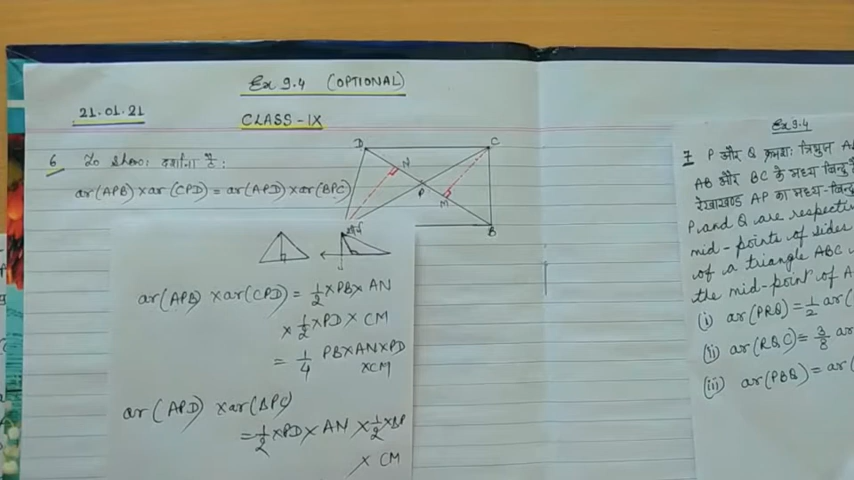 Ex 9.4 (OPTIONAL)
21.01.21
CLASS-IX
6 To show: दर्शाना है:
ar(APB)×ar(CPD)=ar(APD)×ar(BPC)
D
C
N
P
M
B
ar(APB)×ar(CPD)=1/2×PB×AN
×1/2×PD×CM
=1/4 PB×AN×PD
×CM
ar(APD)×ar(BPC)
=1/2×PD×AN×1/2×BP
×CM
Ex 9.4
7 P और Q क्रमशः त्रिभुज
AB और BC के मध्य बिन्दु
रेखाखण्ड AP का मध्य-बिन्दु
P and Q are
mid-points of sides
of a triangle ABC
the mid-point of
(i) ar(PRQ)=1/2 ar(
(ii) ar(RQC)=3/8 ar
(iii) ar(PBQ)=ar(